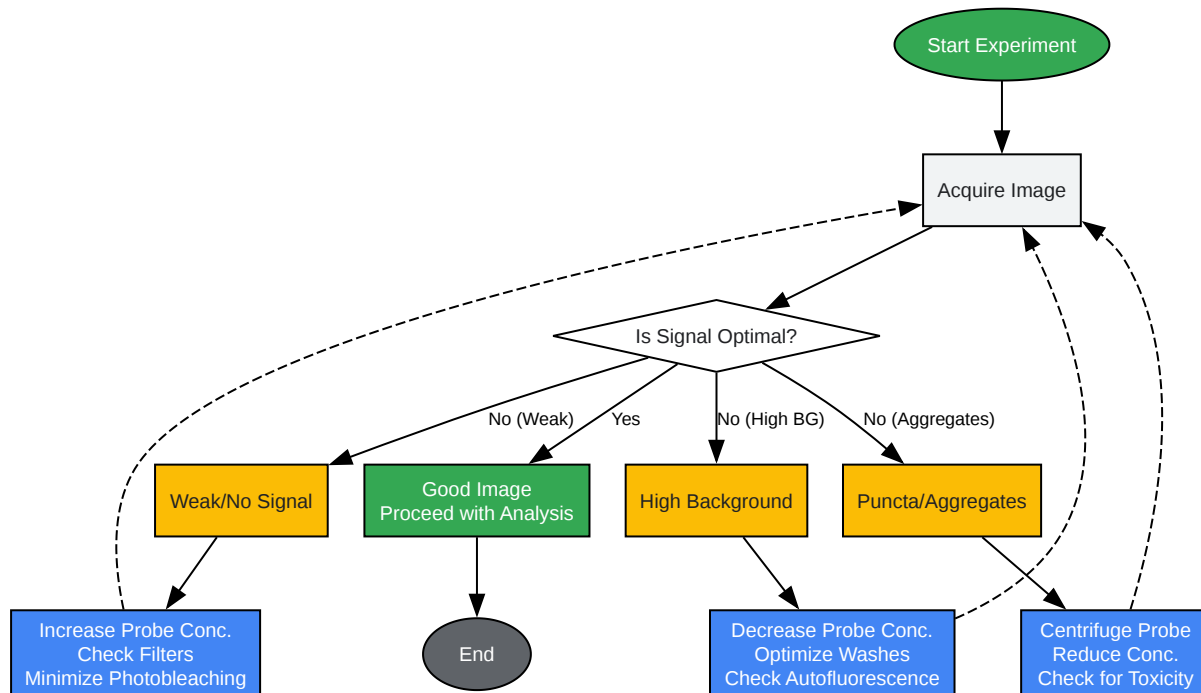 Start Experiment
Acquire Image
Is Signal Optimal?
No (Weak)
Yes
No (High BG)
No (Aggregates)
Weak/No Signal
Good Image
Proceed with Analysis
High Background
Puncta/Aggregates
Increase Probe Conc.
Check Filters
Minimize Photobleaching
End
Decrease Probe Conc.
Optimize Washes
Check Autofluorescence
Centrifuge Probe
Reduce Conc.
Check for Toxicity